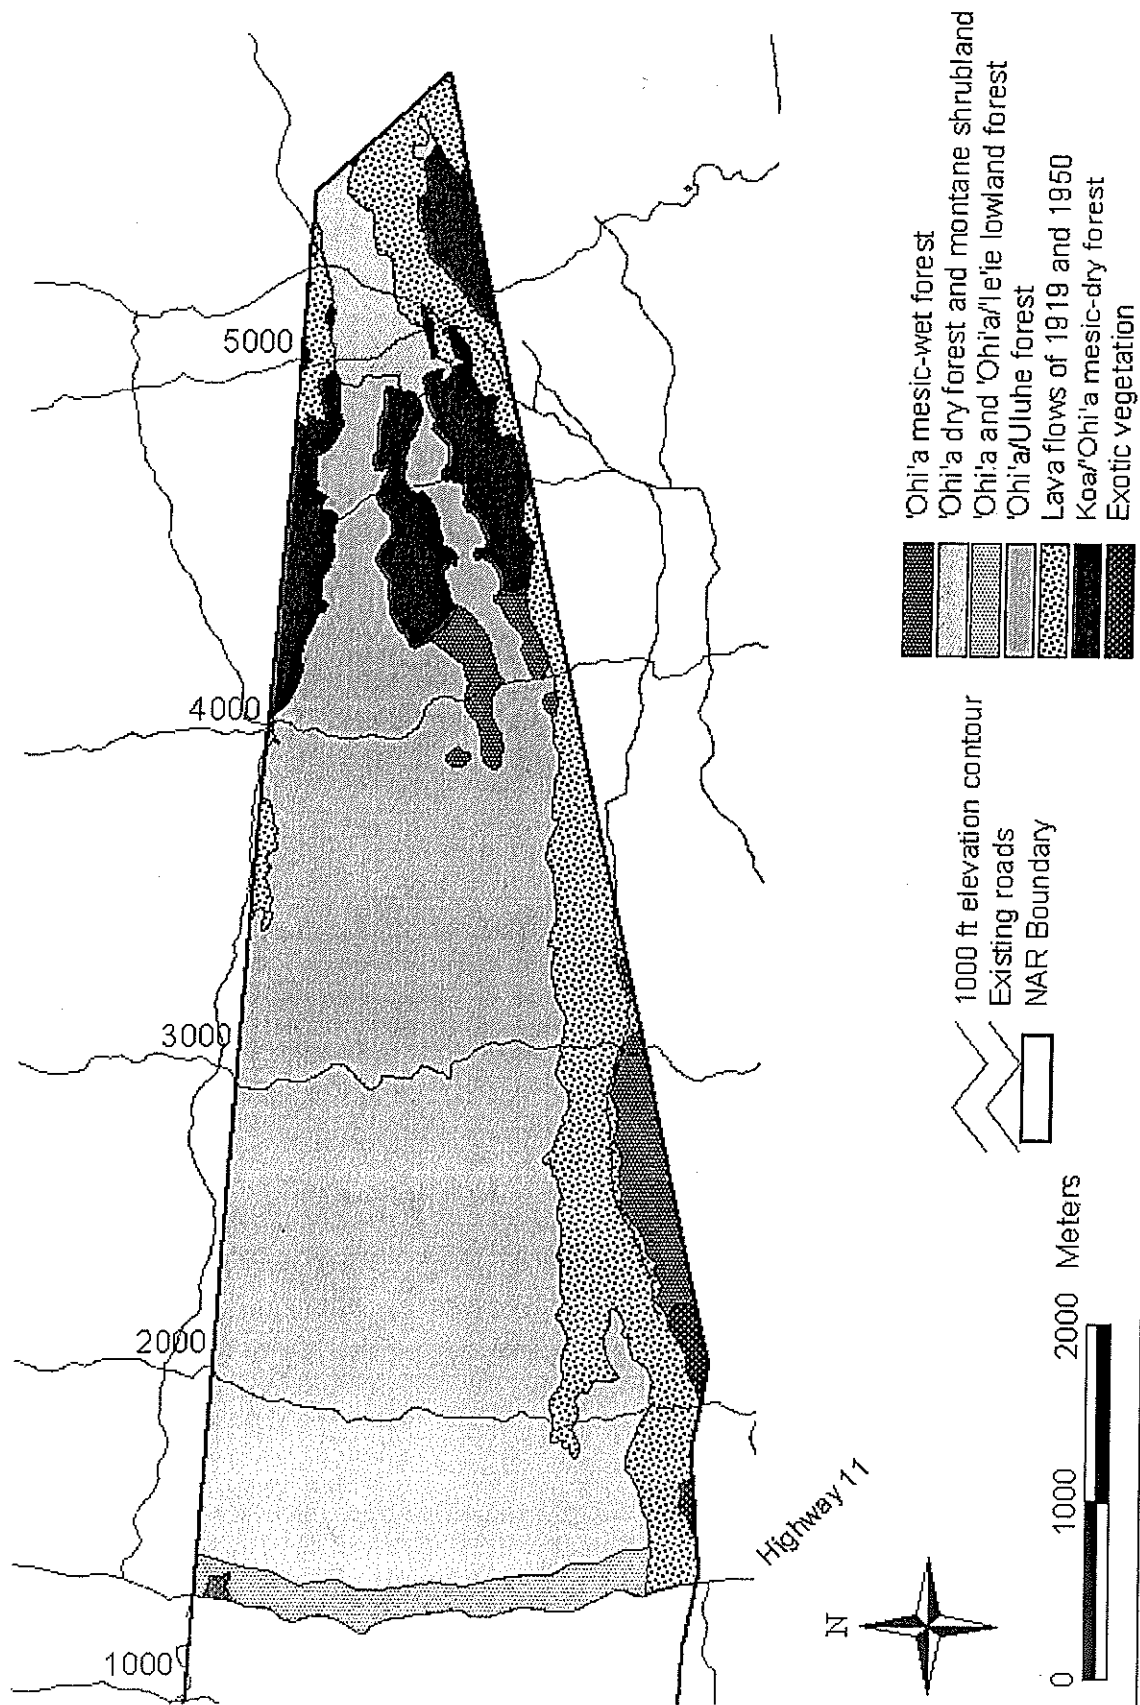 5000
4000
3000
2000
1000
Highway 11
N
0 1000 2000 Meters
1000 ft elevation contour
Existing roads
NAR Boundary
'Ohi'a mesic-wet forest
'Ohi'a dry forest and montane shrubland
'Ohi'a and 'Ohi'a/'Ie'ie lowland forest
'Ohi'a/Uluhe forest
Lava flows of 1919 and 1950
Koa/'Ohi'a mesic-dry forest
Exotic vegetation